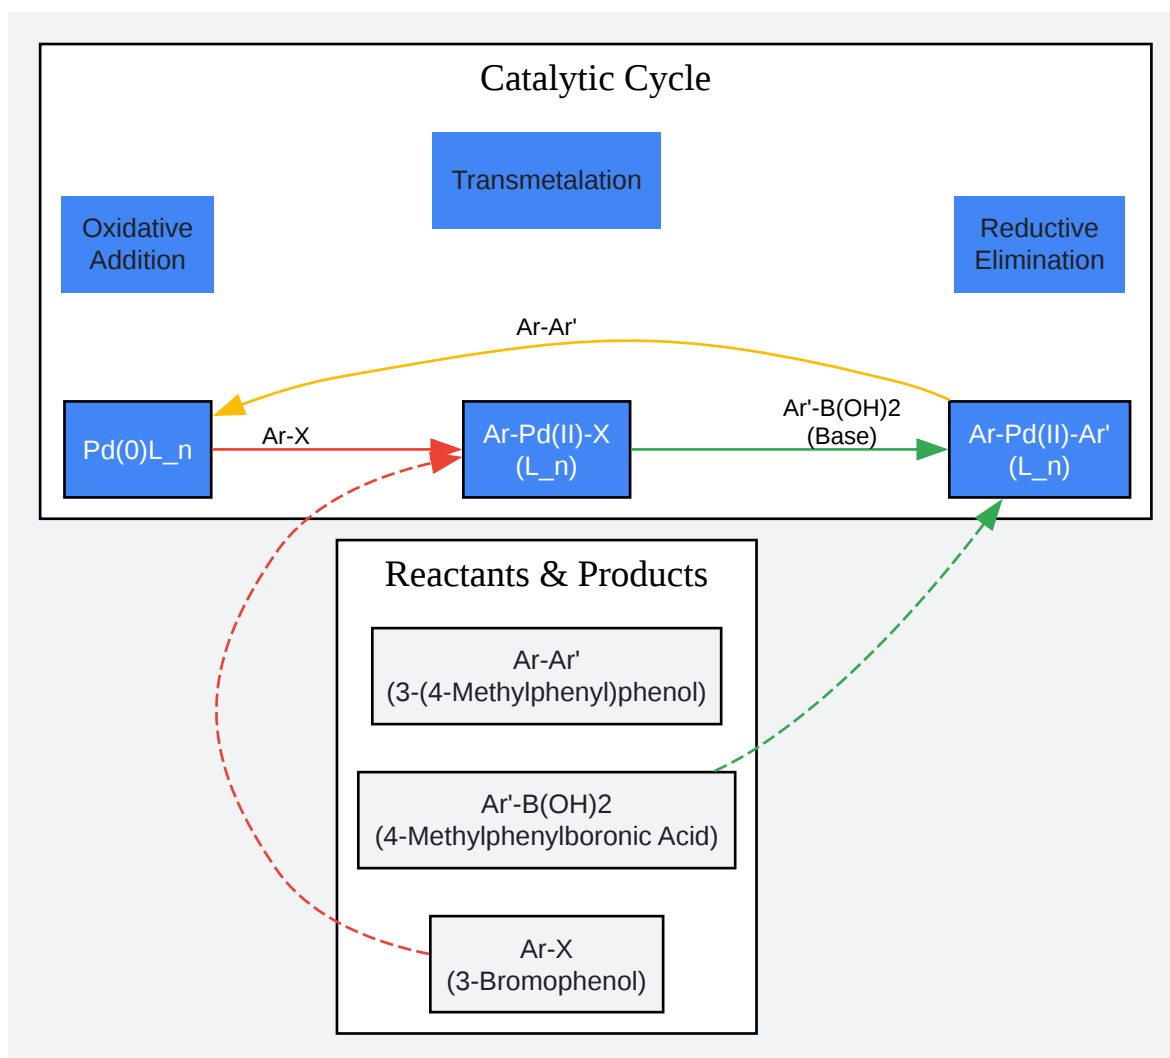 Catalytic Cycle
Transmetalation
Oxidative
Addition
Reductive
Elimination
Ar-Ar'
Pd(0)L_n
Ar-X
Ar-Pd(II)-X
(L_n)
Ar'-B(OH)2
(Base)
Ar-Pd(II)-Ar'
(L_n)
Reactants & Products
Ar-Ar'
(3-(4-Methylphenyl)phenol)
Ar'-B(OH)2
(4-Methylphenylboronic Acid)
Ar-X
(3-Bromophenol)